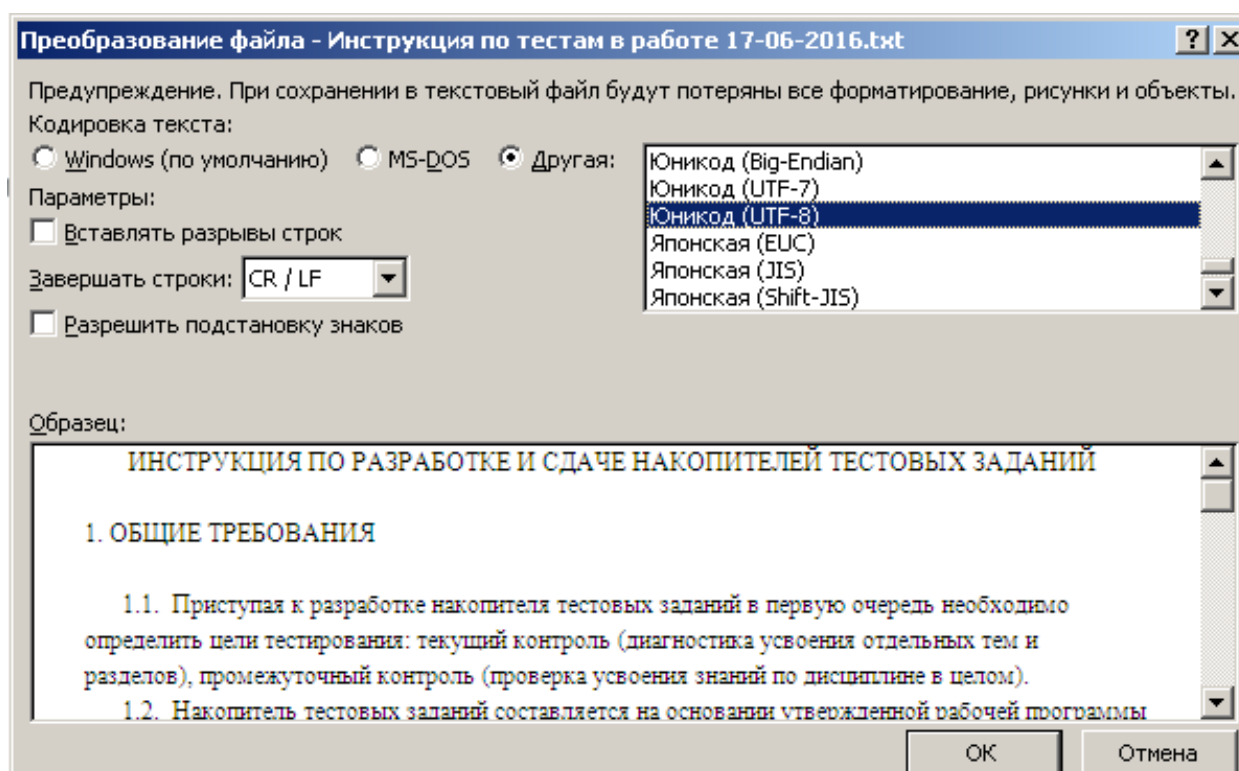 Преобразование файла - Инструкция по тестам в работе 17-06-2016.txt
Предупреждение. При сохранении в текстовый файл будут потеряны все форматирование, рисунки и объекты.
Кодировка текста:
Windows (по умолчанию) MS-DOS Другая:
Юникод (Big-Endian)
Юникод (UTF-7)
Юникод (UTF-8)
Японская (EUC)
Японская (JIS)
Японская (Shift-JIS)
Параметры:
Вставлять разрывы строк
Завершать строки: CR / LF
Разрешить подстановку знаков
Образец:
ИНСТРУКЦИЯ ПО РАЗРАБОТКЕ И СДАЧЕ НАКОПИТЕЛЕЙ ТЕСТОВЫХ ЗАДАНИЙ
1. ОБЩИЕ ТРЕБОВАНИЯ
1.1. Приступая к разработке накопителя тестовых заданий в первую очередь необходимо
определить цели тестирования: текущий контроль (диагностика усвоения отдельных тем и
разделов), промежуточный контроль (проверка усвоения знаний по дисциплине в целом).
1.2. Накопитель тестовых заданий составляется на основании утвержденной рабочей программы
ОК Отмена